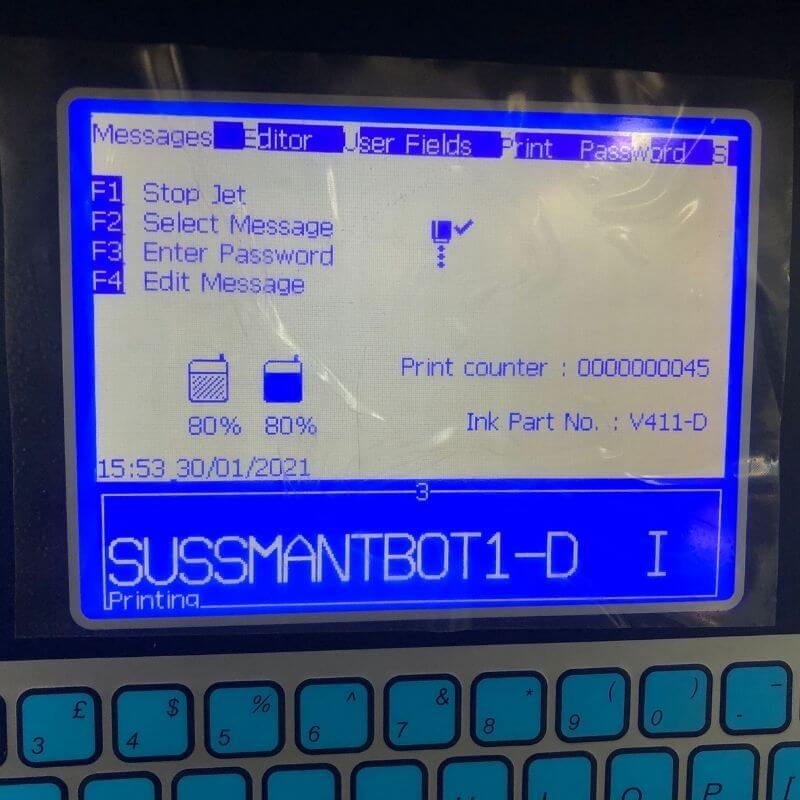 Messages Editor User Fields Print Password S
F1 Stop Jet
F2 Select Message
F3 Enter Password
F4 Edit Message
Print counter : 0000000045
80% 80%
Ink Part No. : V411-D
15:53 30/01/2021
3
SUSSMANTBOT1-D I
Printing
£ $ % ^ & * ( ) _
3 4 5 6 7 8 9 0 -
I O P [